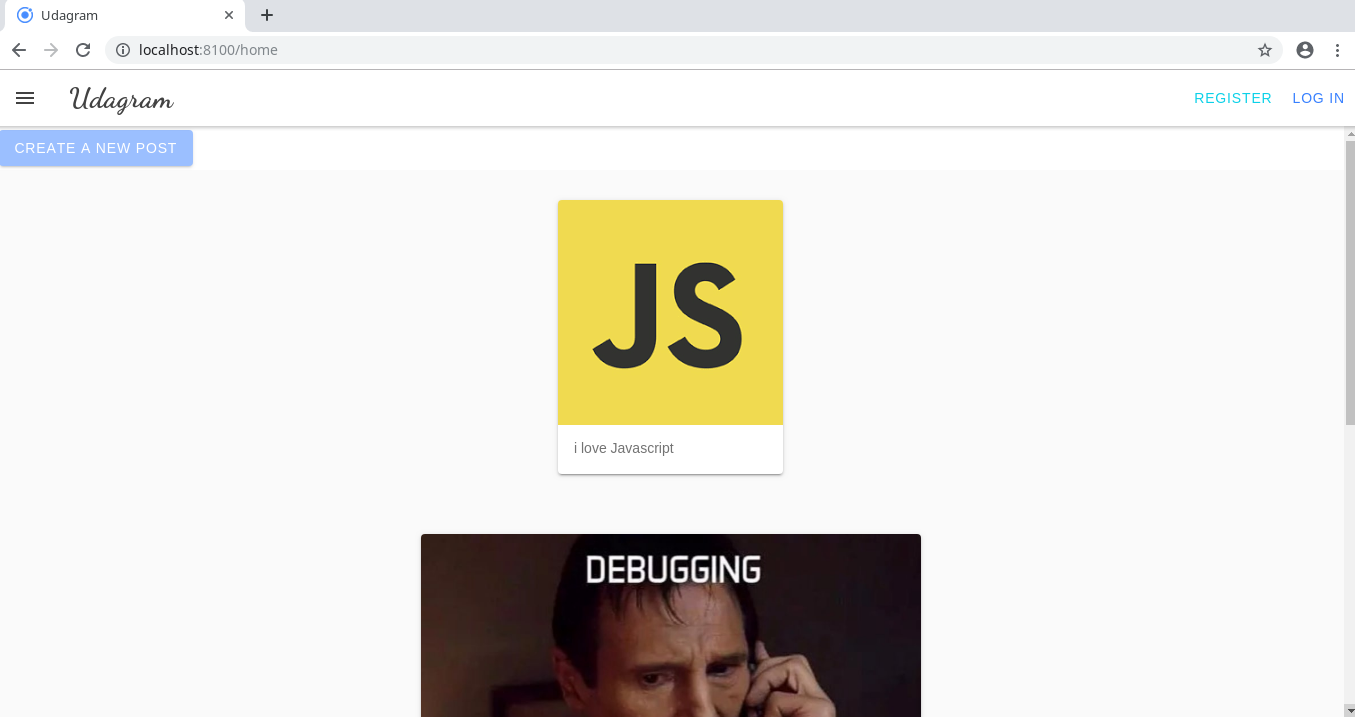 Udagram
localhost:8100/home
Udagram
REGISTER LOG IN
CREATE A NEW POST
JS
i love Javascript
DEBUGGING